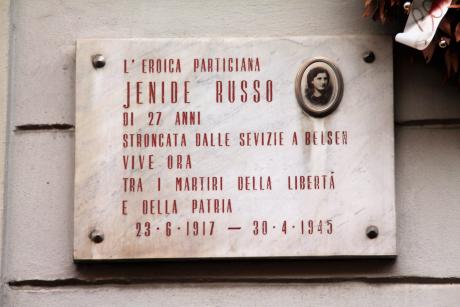 L'EROICA PARTIGIANA
JENIDE RUSSO
DI 27 ANNI
STRONCATA DALLE SEVIZIE A BELSEN
VIVE ORA
TRA I MARTIRI DELLA LIBERTÀ
E DELLA PATRIA
23-6-1917 — 30-4-1945